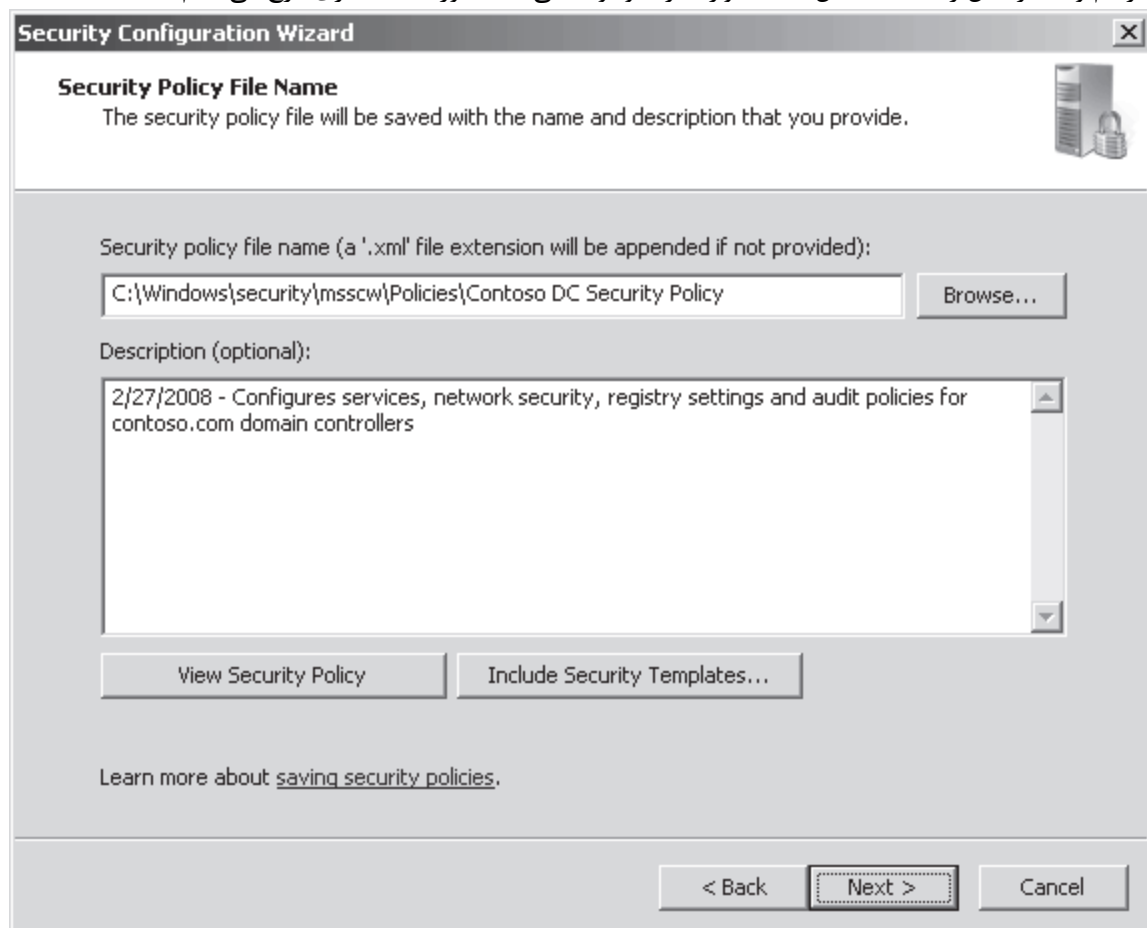 Security Configuration Wizard
Security Policy File Name
The security policy file will be saved with the name and description that you provide.
Security policy file name (a '.xml' file extension will be appended if not provided):
C:\Windows\security\msscw\Policies\Contoso DC Security Policy
Browse...
Description (optional):
2/27/2008 - Configures services, network security, registry settings and audit policies for
contoso.com domain controllers
View Security Policy
Include Security Templates...
Learn more about saving security policies.
< Back
Next >
Cancel